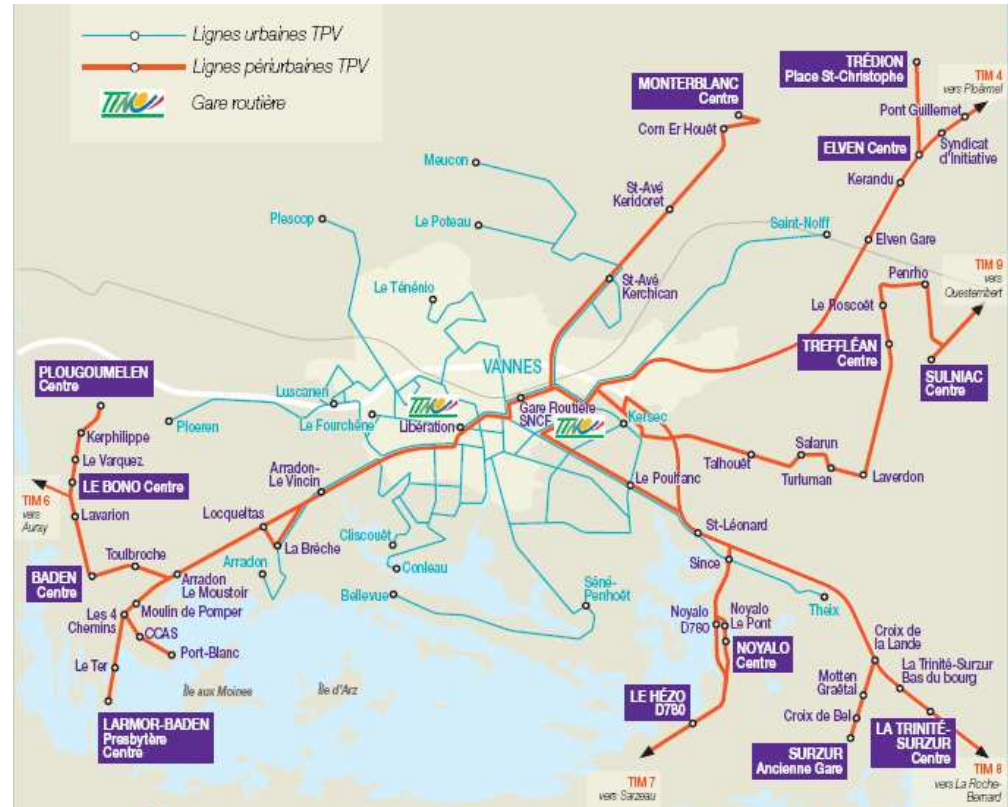 Lignes urbaines TPV
Lignes périurbaines TPV
TIM
Gare routière
TRÉDION
Place St-Christophe
TIM 4
vers Ploërmel
MONTERBLANC
Centre
Pont Guillemet
Corn Er Houët
ELVEN Centre
Syndicat
d'Initiative
Meucon
Kerandu
St-Avé
Keridoret
Plescop
Le Poteau
Saint-Nolff
Elven Gare
TIM 9
vers
Questembert
Penrho
Le Ténénio
St-Avé
Kerchican
Le Roscoët
TREFFLÉAN
Centre
VANNES
PLOUGOUMELEN
Centre
SULNIAC
Centre
Luscanen
TIM
Gare Routière
SNCF
Ploeren
Le Fourchêne
Libération
TIM
Kersec
Kerphilippe
Salarun
Le Varquez
Arradon-
Le Vincin
Talhouët
Turluman
Laverdon
LE BONO Centre
Le Poulfanc
TIM 6
vers
Auray
Lavarion
Locqueltas
St-Léonard
Cliscouët
Toulbroche
La Brèche
Since
Arradon
Conleau
BADEN
Centre
Arradon
Le Moustoir
Bellevue
Séné-
Penhoët
Theix
Les 4
Chemins
Moulin de Pomper
Noyalo
D780
Noyalo
Le Pont
CCAS
Croix de
la Lande
Port-Blanc
NOYALO
Centre
Le Ter
Motten
Graëtal
La Trinité-Surzur
Bas du bourg
Île aux Moines
Île d'Arz
LE HÉZO
D780
Croix de Bel
LARMOR-BADEN
Presbytère
Centre
LA TRINITÉ-
SURZUR
Centre
SURZUR
Ancienne Gare
TIM 7
vers Sarzeau
TIM 8
vers La Roche-
Bernard